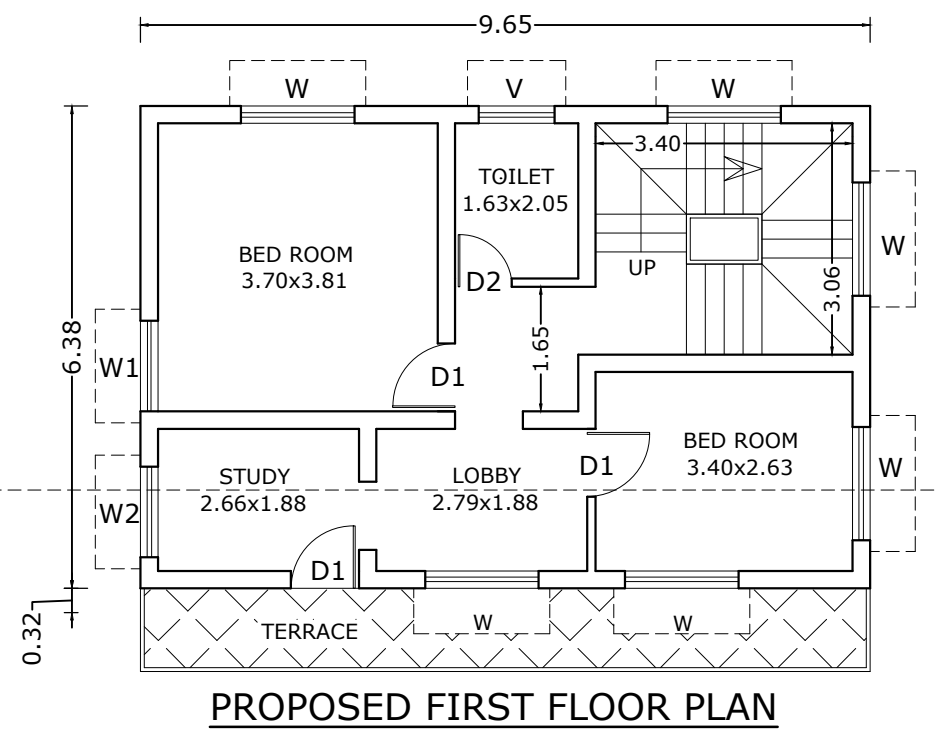 9.65
W
V
W
3.40
TOILET
1.63x2.05
BED ROOM
3.70x3.81
W
UP
D2
3.06
6.38
1.65
W1
D1
BED ROOM
3.40x2.63
D1
W
STUDY
2.66x1.88
LOBBY
2.79x1.88
W2
D1
0.32
TERRACE
W
W
PROPOSED FIRST FLOOR PLAN